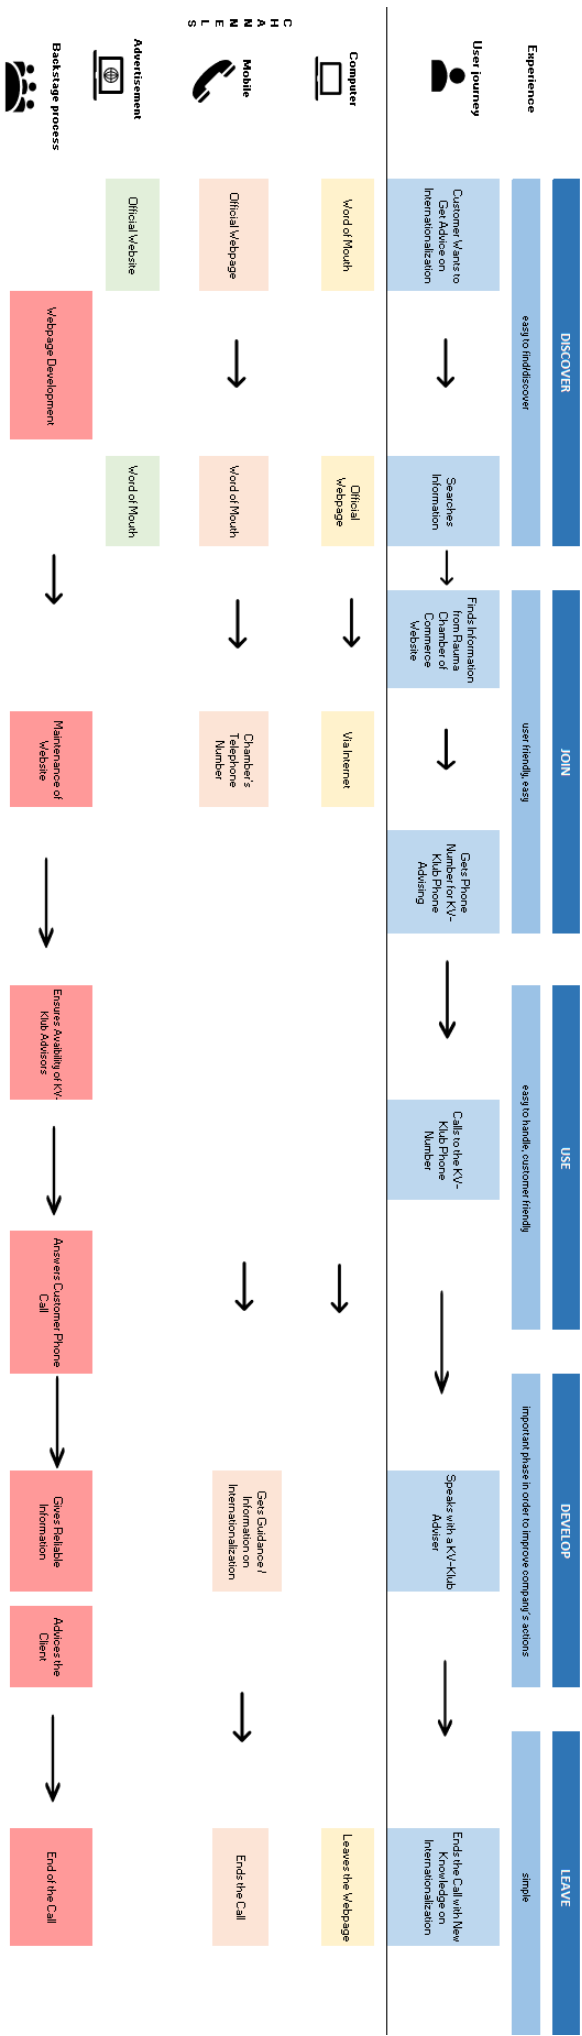 DISCOVER
JOIN
USE
DEVELOP
LEAVE
Experience
easy to find/discover
user friendly, easy
easy to handle, customer friendly
important phase in order to improve company's actions
simple
User journey
Customer Wants to
Get Advice on
Internationalization
Searches
Information
Finds Information
from Rauma
Chamber of
Commerce
Website
Gets Phone
Number for KV-
Klub Phone
Advising
Calls to the KV-
Klub Phone
Number
Speaks with a KV-Klub
Adviser
Ends the Call with New
Knowledge on
Internationalization
CHANNELS
Computer
Word of Mouth
Official
Webpage
Via Internet
Leaves the Webpage
Mobile
Official Webpage
Word of Mouth
Chamber's
Telephone
Number
Gets Guidance /
Information on
Internationalization
Ends the Call
Advertisement
Official Website
Word of Mouth
Backstage process
Webpage Development
Maintenance of
Website
Ensures Avaibility of KV-
Klub Advisors
Answers Customer Phone
Call
Gives Reliable
Information
Advices the
Client
End of the Call